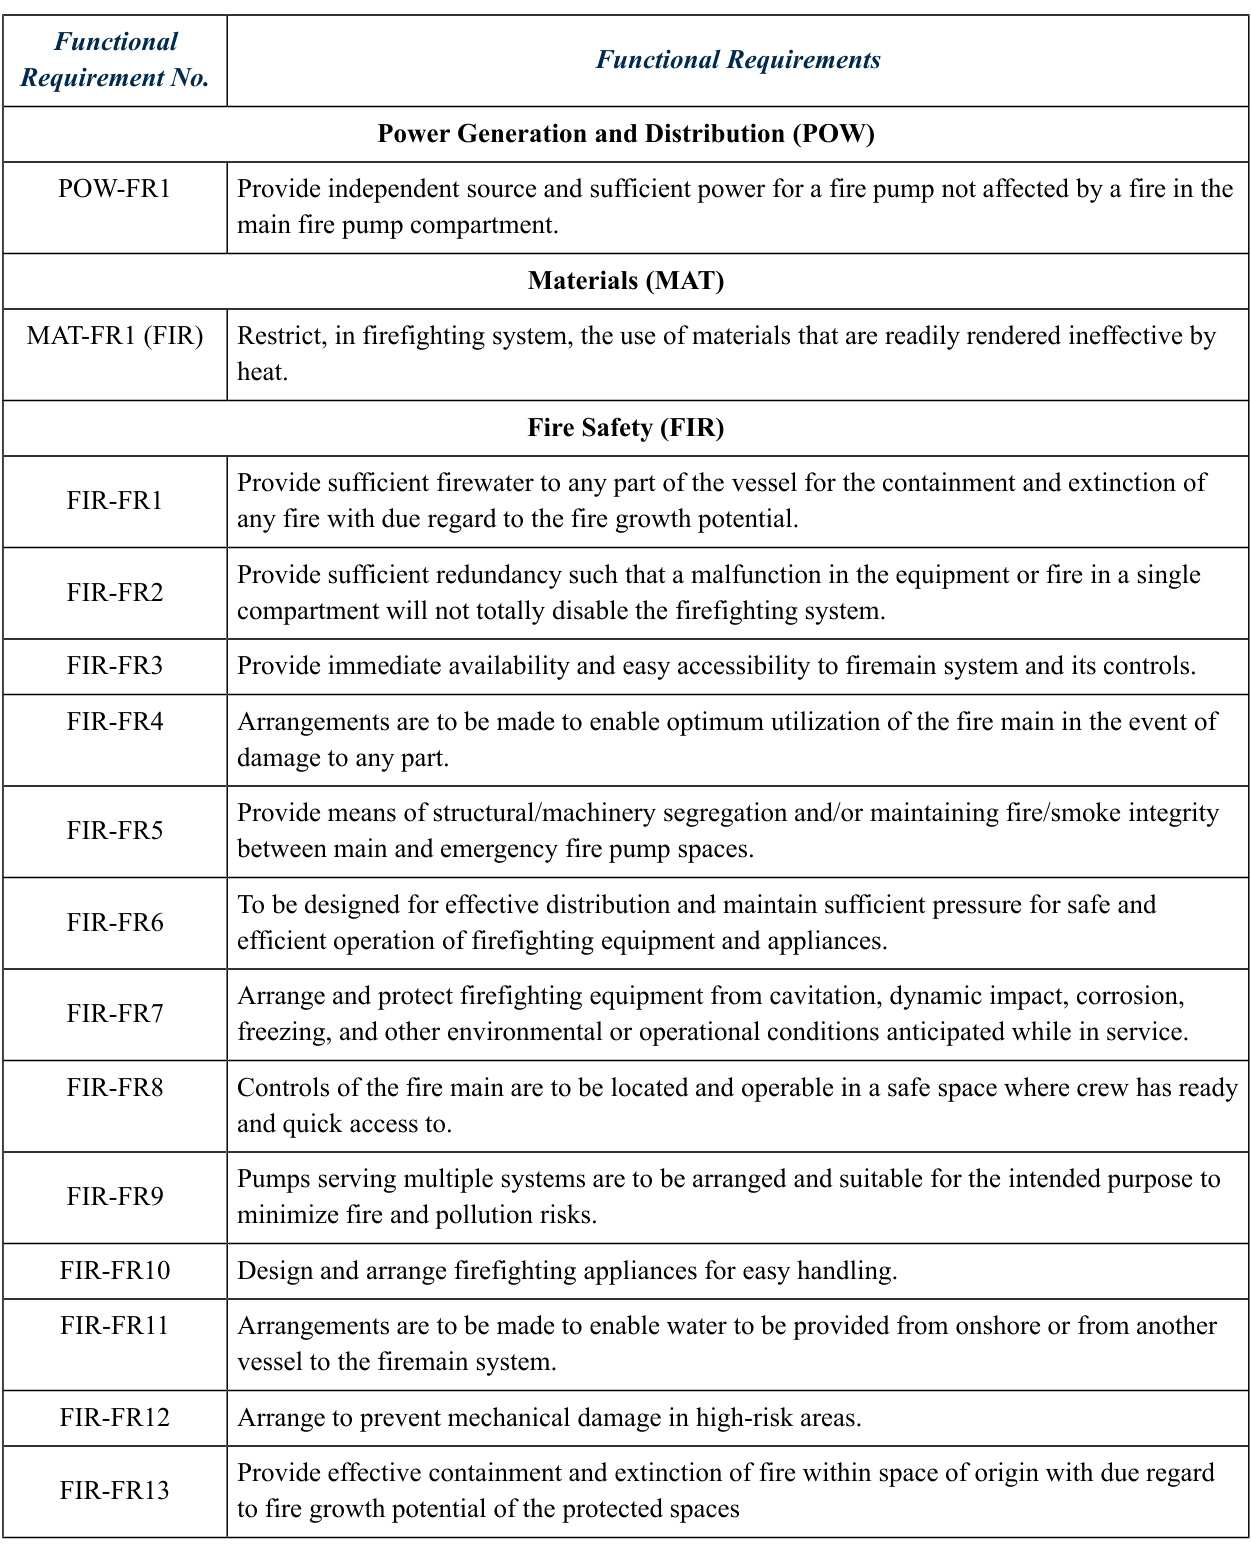 Functional
Requirement No.
Functional Requirements
Power Generation and Distribution (POW)
POW-FR1
Provide independent source and sufficient power for a fire pump not affected by a fire in the
main fire pump compartment.
Materials (MAT)
MAT-FR1 (FIR)
Restrict, in firefighting system, the use of materials that are readily rendered ineffective by
heat.
Fire Safety (FIR)
FIR-FR1
Provide sufficient firewater to any part of the vessel for the containment and extinction of
any fire with due regard to the fire growth potential.
FIR-FR2
Provide sufficient redundancy such that a malfunction in the equipment or fire in a single
compartment will not totally disable the firefighting system.
FIR-FR3
Provide immediate availability and easy accessibility to firemain system and its controls.
FIR-FR4
Arrangements are to be made to enable optimum utilization of the fire main in the event of
damage to any part.
FIR-FR5
Provide means of structural/machinery segregation and/or maintaining fire/smoke integrity
between main and emergency fire pump spaces.
FIR-FR6
To be designed for effective distribution and maintain sufficient pressure for safe and
efficient operation of firefighting equipment and appliances.
FIR-FR7
Arrange and protect firefighting equipment from cavitation, dynamic impact, corrosion,
freezing, and other environmental or operational conditions anticipated while in service.
FIR-FR8
Controls of the fire main are to be located and operable in a safe space where crew has ready
and quick access to.
FIR-FR9
Pumps serving multiple systems are to be arranged and suitable for the intended purpose to
minimize fire and pollution risks.
FIR-FR10
Design and arrange firefighting appliances for easy handling.
FIR-FR11
Arrangements are to be made to enable water to be provided from onshore or from another
vessel to the firemain system.
FIR-FR12
Arrange to prevent mechanical damage in high-risk areas.
FIR-FR13
Provide effective containment and extinction of fire within space of origin with due regard
to fire growth potential of the protected spaces